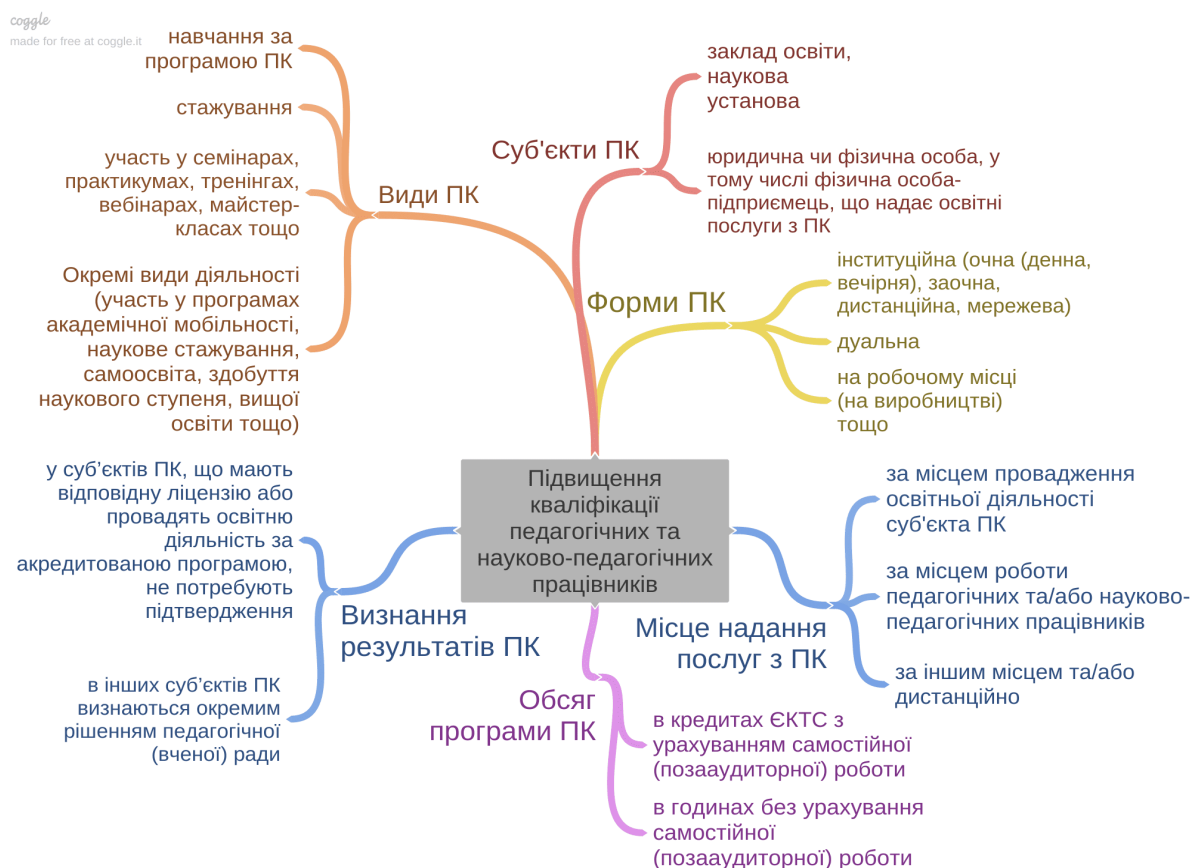 coggle
made for free at coggle.it
навчання за
програмою ПК
стажування
участь у семінарах,
практикумах, тренінгах,
вебінарах, майстер-
класах тощо
Окремі види діяльності
(участь у програмах
академічної мобільності,
наукове стажування,
самоосвіта, здобуття
наукового ступеня, вищої
освіти тощо)
Види ПК
Суб'єкти ПК
заклад освіти,
наукова
установа
юридична чи фізична особа, у
тому числі фізична особа-
підприємець, що надає освітні
послуги з ПК
Форми ПК
інституційна (очна (денна,
вечірня), заочна,
дистанційна, мережева)
дуальна
на робочому місці
(на виробництві)
тощо
Підвищення
кваліфікації
педагогічних та
науково-педагогічних
працівників
у суб’єктів ПК, що мають
відповідну ліцензію або
провадять освітню
діяльність за
акредитованою програмою,
не потребують
підтвердження
Визнання
результатів ПК
в інших суб’єктів ПК
визнаються окремим
рішенням педагогічної
(вченої) ради
Місце надання
послуг з ПК
за місцем провадження
освітньої діяльності
суб'єкта ПК
за місцем роботи
педагогічних та/або науково-
педагогічних працівників
за іншим місцем та/або
дистанційно
Обсяг
програми ПК
в кредитах ЄКТС з
урахуванням самостійної
(позааудиторної) роботи
в годинах без урахування
самостійної
(позааудиторної) роботи